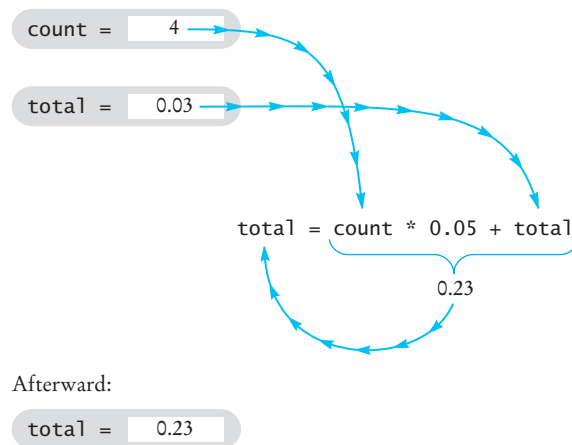 count = 4
total = 0.03
total = count * 0.05 + total
0.23
Afterward:
total = 0.23